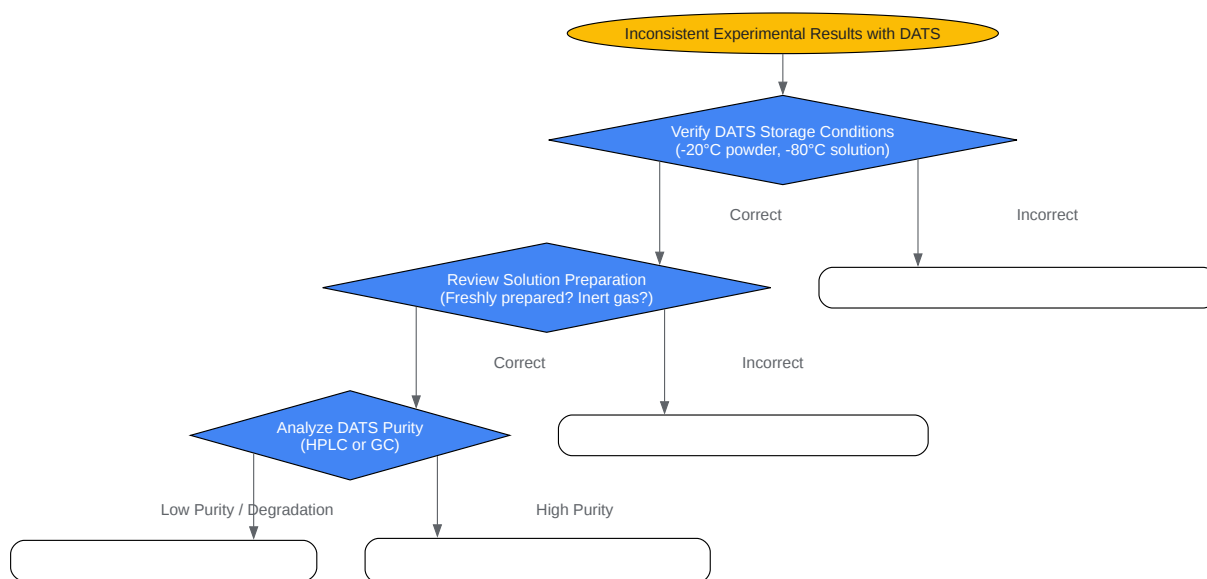 Inconsistent Experimental Results with DATS
Verify DATS Storage Conditions
(-20°C powder, -80°C solution)
Correct
Incorrect
Review Solution Preparation
(Freshly prepared? Inert gas?)
Correct
Incorrect
Analyze DATS Purity
(HPLC or GC)
Low Purity / Degradation
High Purity